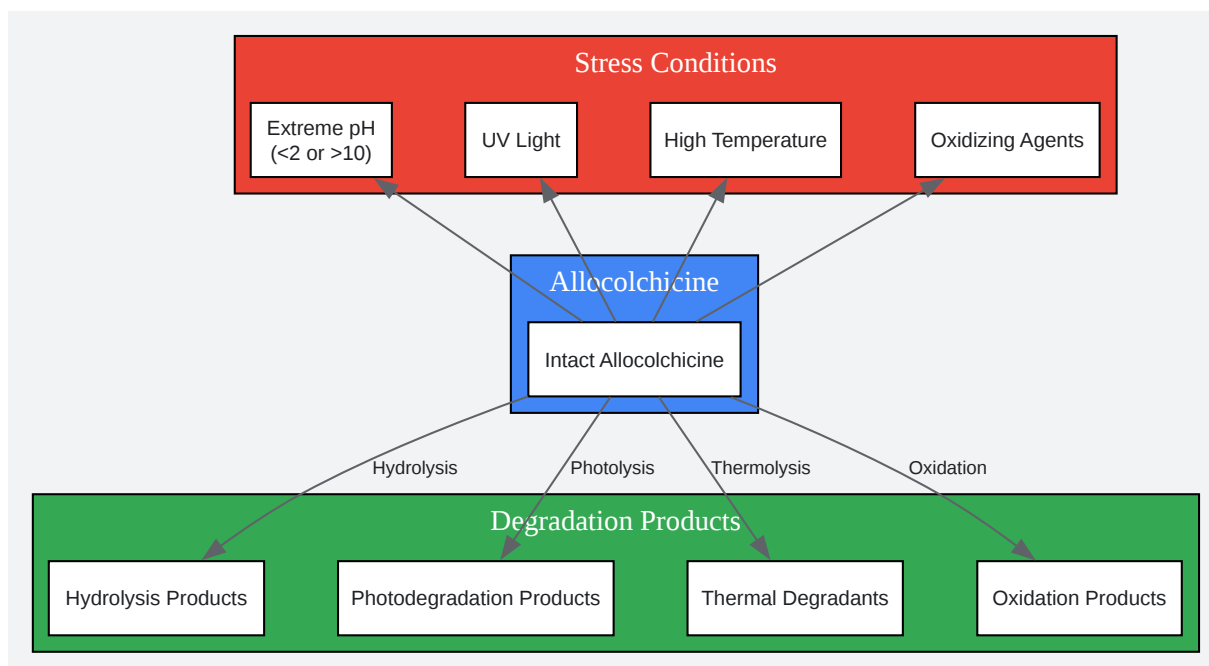 Stress Conditions
Extreme pH
(<2 or >10)
UV Light
High Temperature
Oxidizing Agents
Allocolchicine
Intact Allocolchicine
Hydrolysis
Photolysis
Thermolysis
Oxidation
Degradation Products
Hydrolysis Products
Photodegradation Products
Thermal Degradants
Oxidation Products